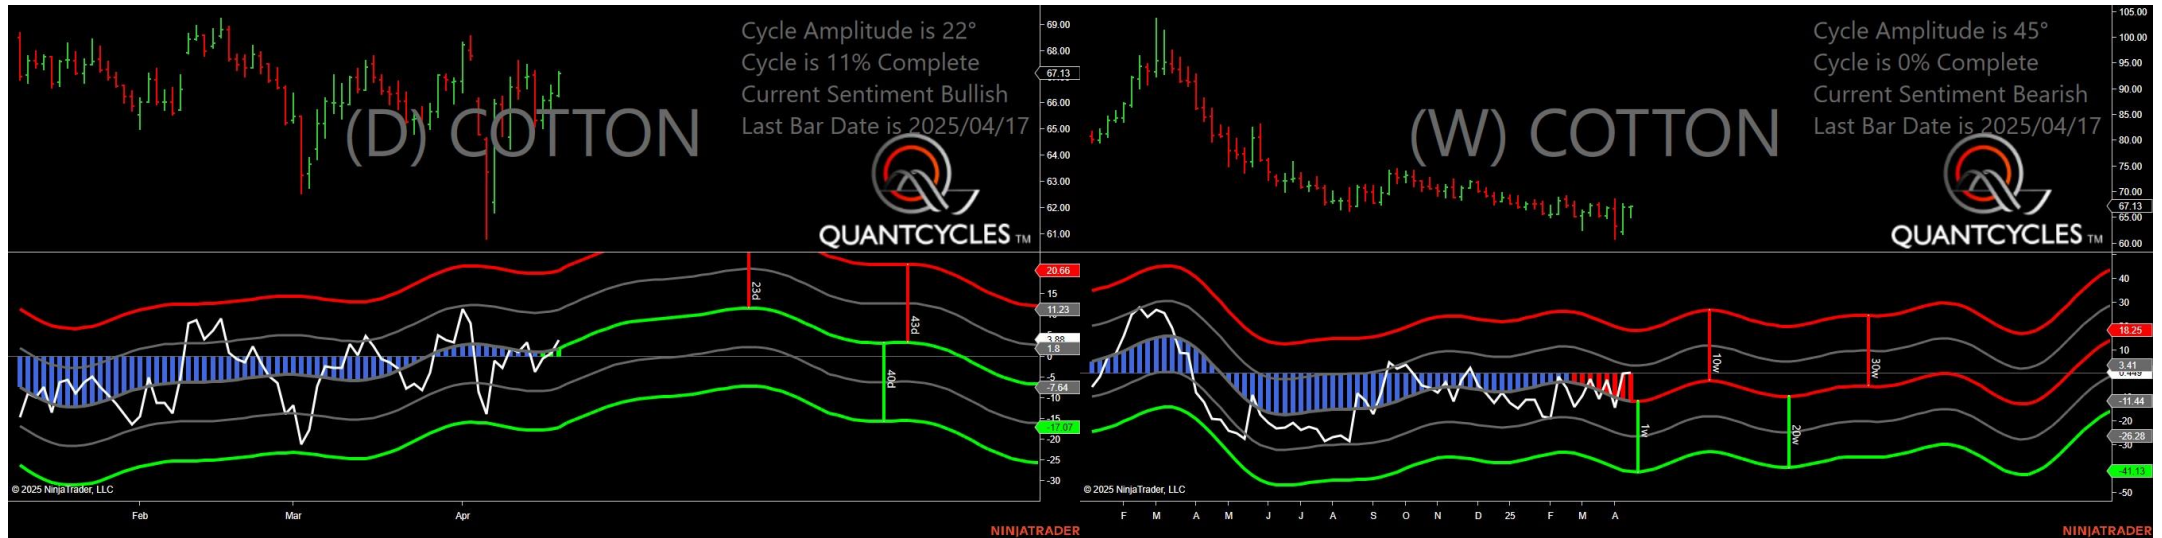 Cycle Amplitude is 22°
Cycle is 11% Complete
Current Sentiment Bullish
Last Bar Date is 2025/04/17
(D) COTTON
QUANTCYCLES TM
69.00
68.00
67.13
66.00
65.00
64.00
63.00
62.00
61.00
23d
43d
40d
20.66
15
11.23
3.88
1.8
0
-5
-7.64
-10
-15
-17.07
-20
-25
-30
© 2025 NinjaTrader, LLC
Feb
Mar
Apr
NINJATRADER
Cycle Amplitude is 45°
Cycle is 0% Complete
Current Sentiment Bearish
Last Bar Date is 2025/04/17
(W) COTTON
QUANTCYCLES TM
105.00
100.00
95.00
90.00
85.00
80.00
75.00
70.00
67.13
65.00
60.00
10w
30w
1w
20w
40
30
18.25
10
3.41
0.449
-11.44
-20
-26.28
-30
-41.13
-50
© 2025 NinjaTrader, LLC
F
M
A
M
J
J
A
S
O
N
D
25
F
M
A
NINJATRADER